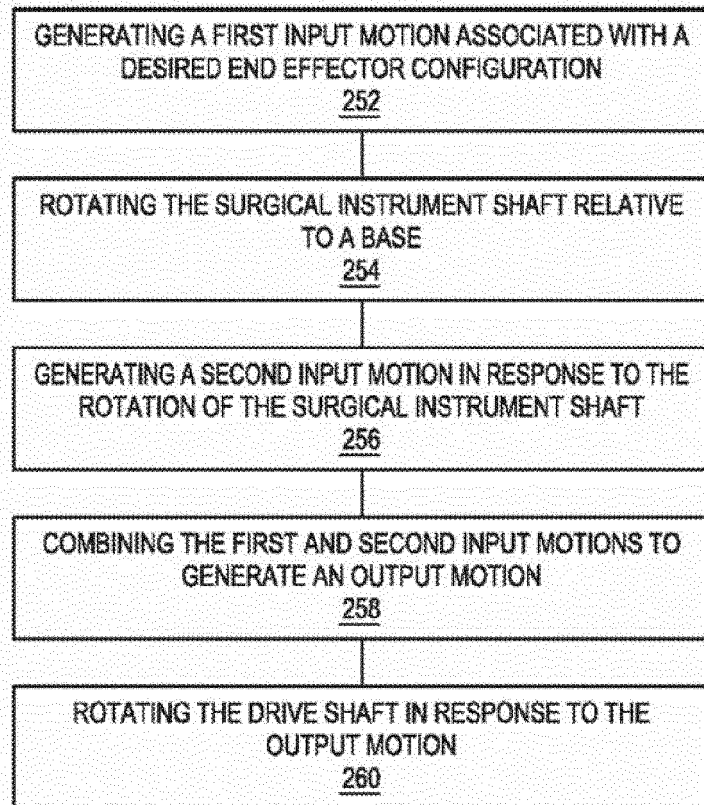 GENERATING A FIRST INPUT MOTION ASSOCIATED WITH A
DESIRED END EFFECTOR CONFIGURATION
252
ROTATING THE SURGICAL INSTRUMENT SHAFT RELATIVE
TO A BASE
254
GENERATING A SECOND INPUT MOTION IN RESPONSE TO THE
ROTATION OF THE SURGICAL INSTRUMENT SHAFT
256
COMBINING THE FIRST AND SECOND INPUT MOTIONS TO
GENERATE AN OUTPUT MOTION
258
ROTATING THE DRIVE SHAFT IN RESPONSE TO THE
OUTPUT MOTION
260